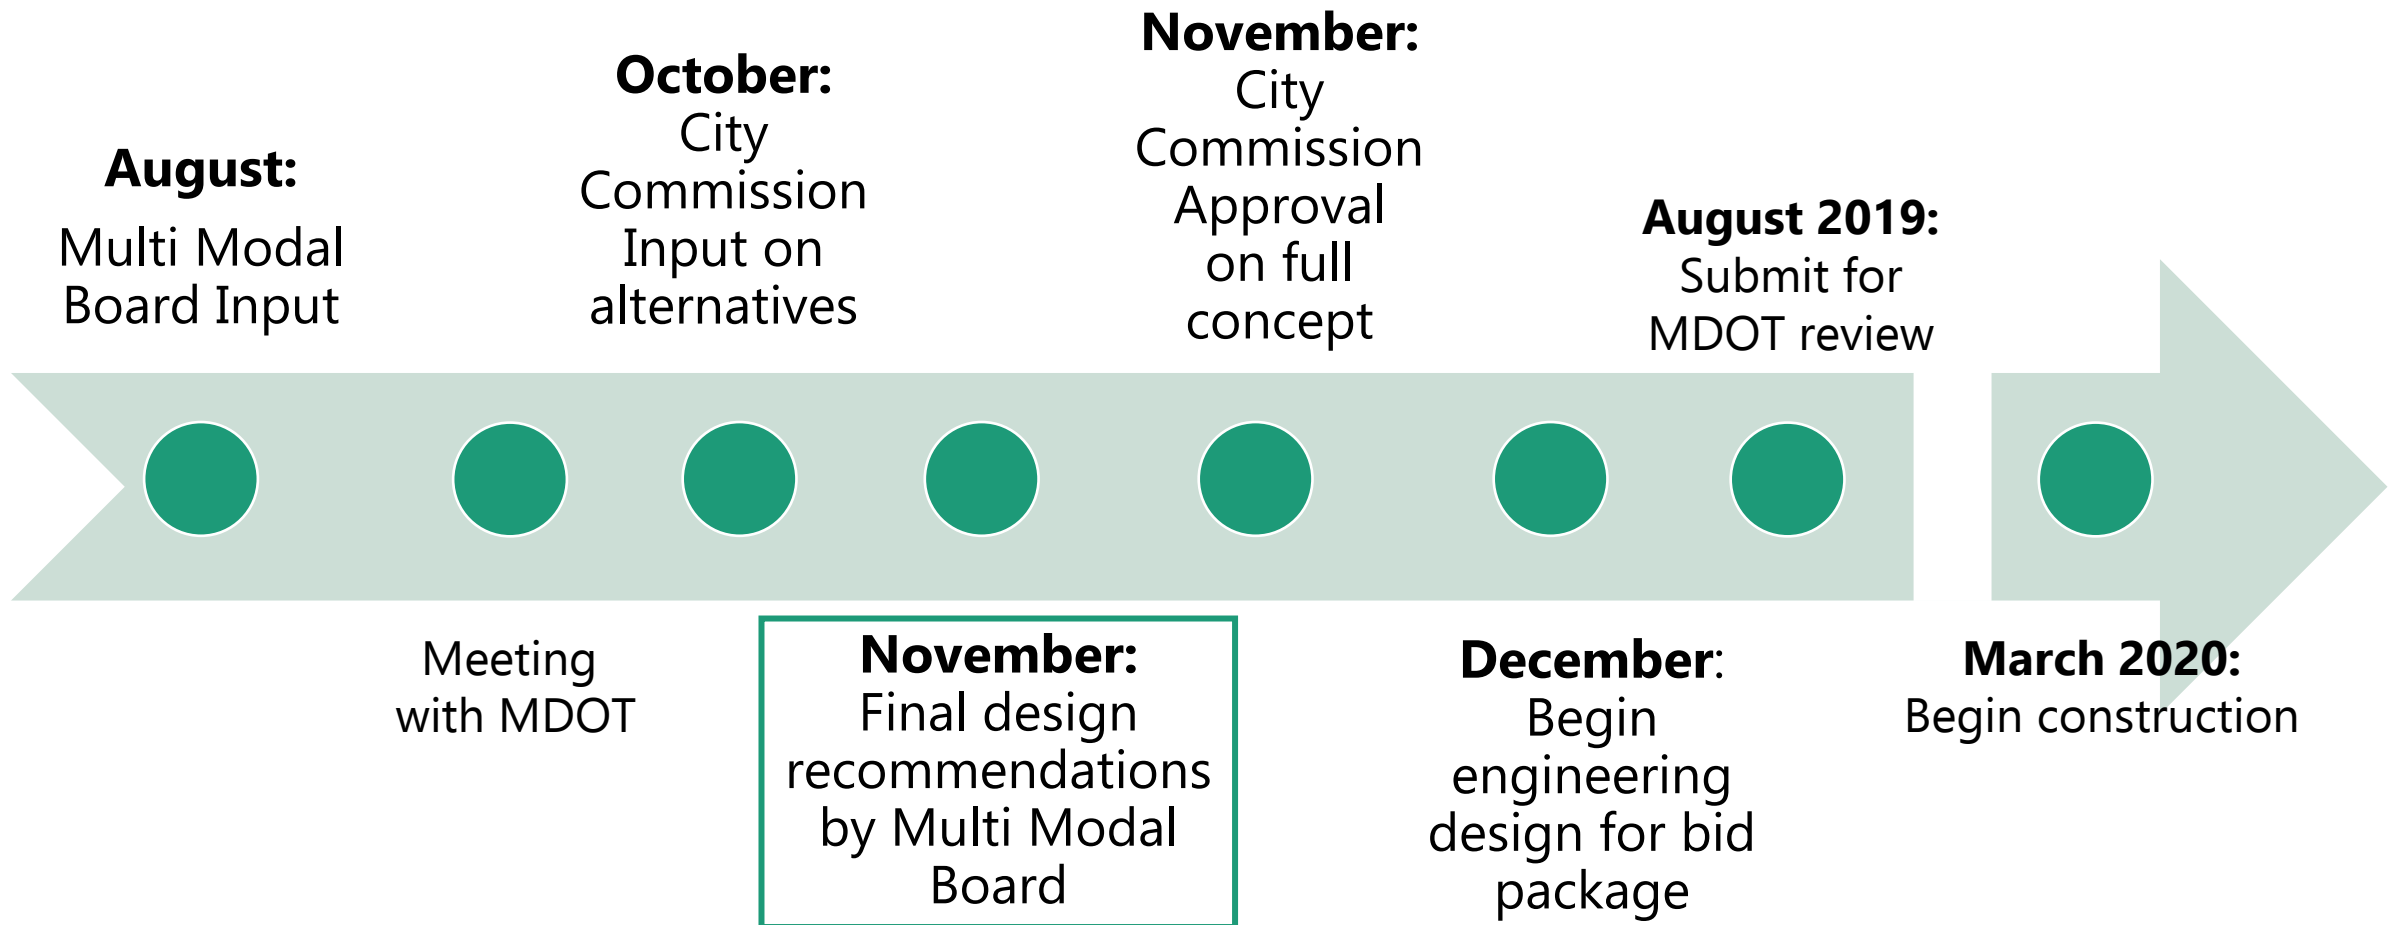 August:
Multi Modal
Board Input
Meeting
with MDOT
October:
City
Commission
Input on
alternatives
November:
Final design
recommendations
by Multi Modal
Board
November:
City
Commission
Approval
on full
concept
December:
Begin
engineering
design for bid
package
August 2019:
Submit for
MDOT review
March 2020:
Begin construction